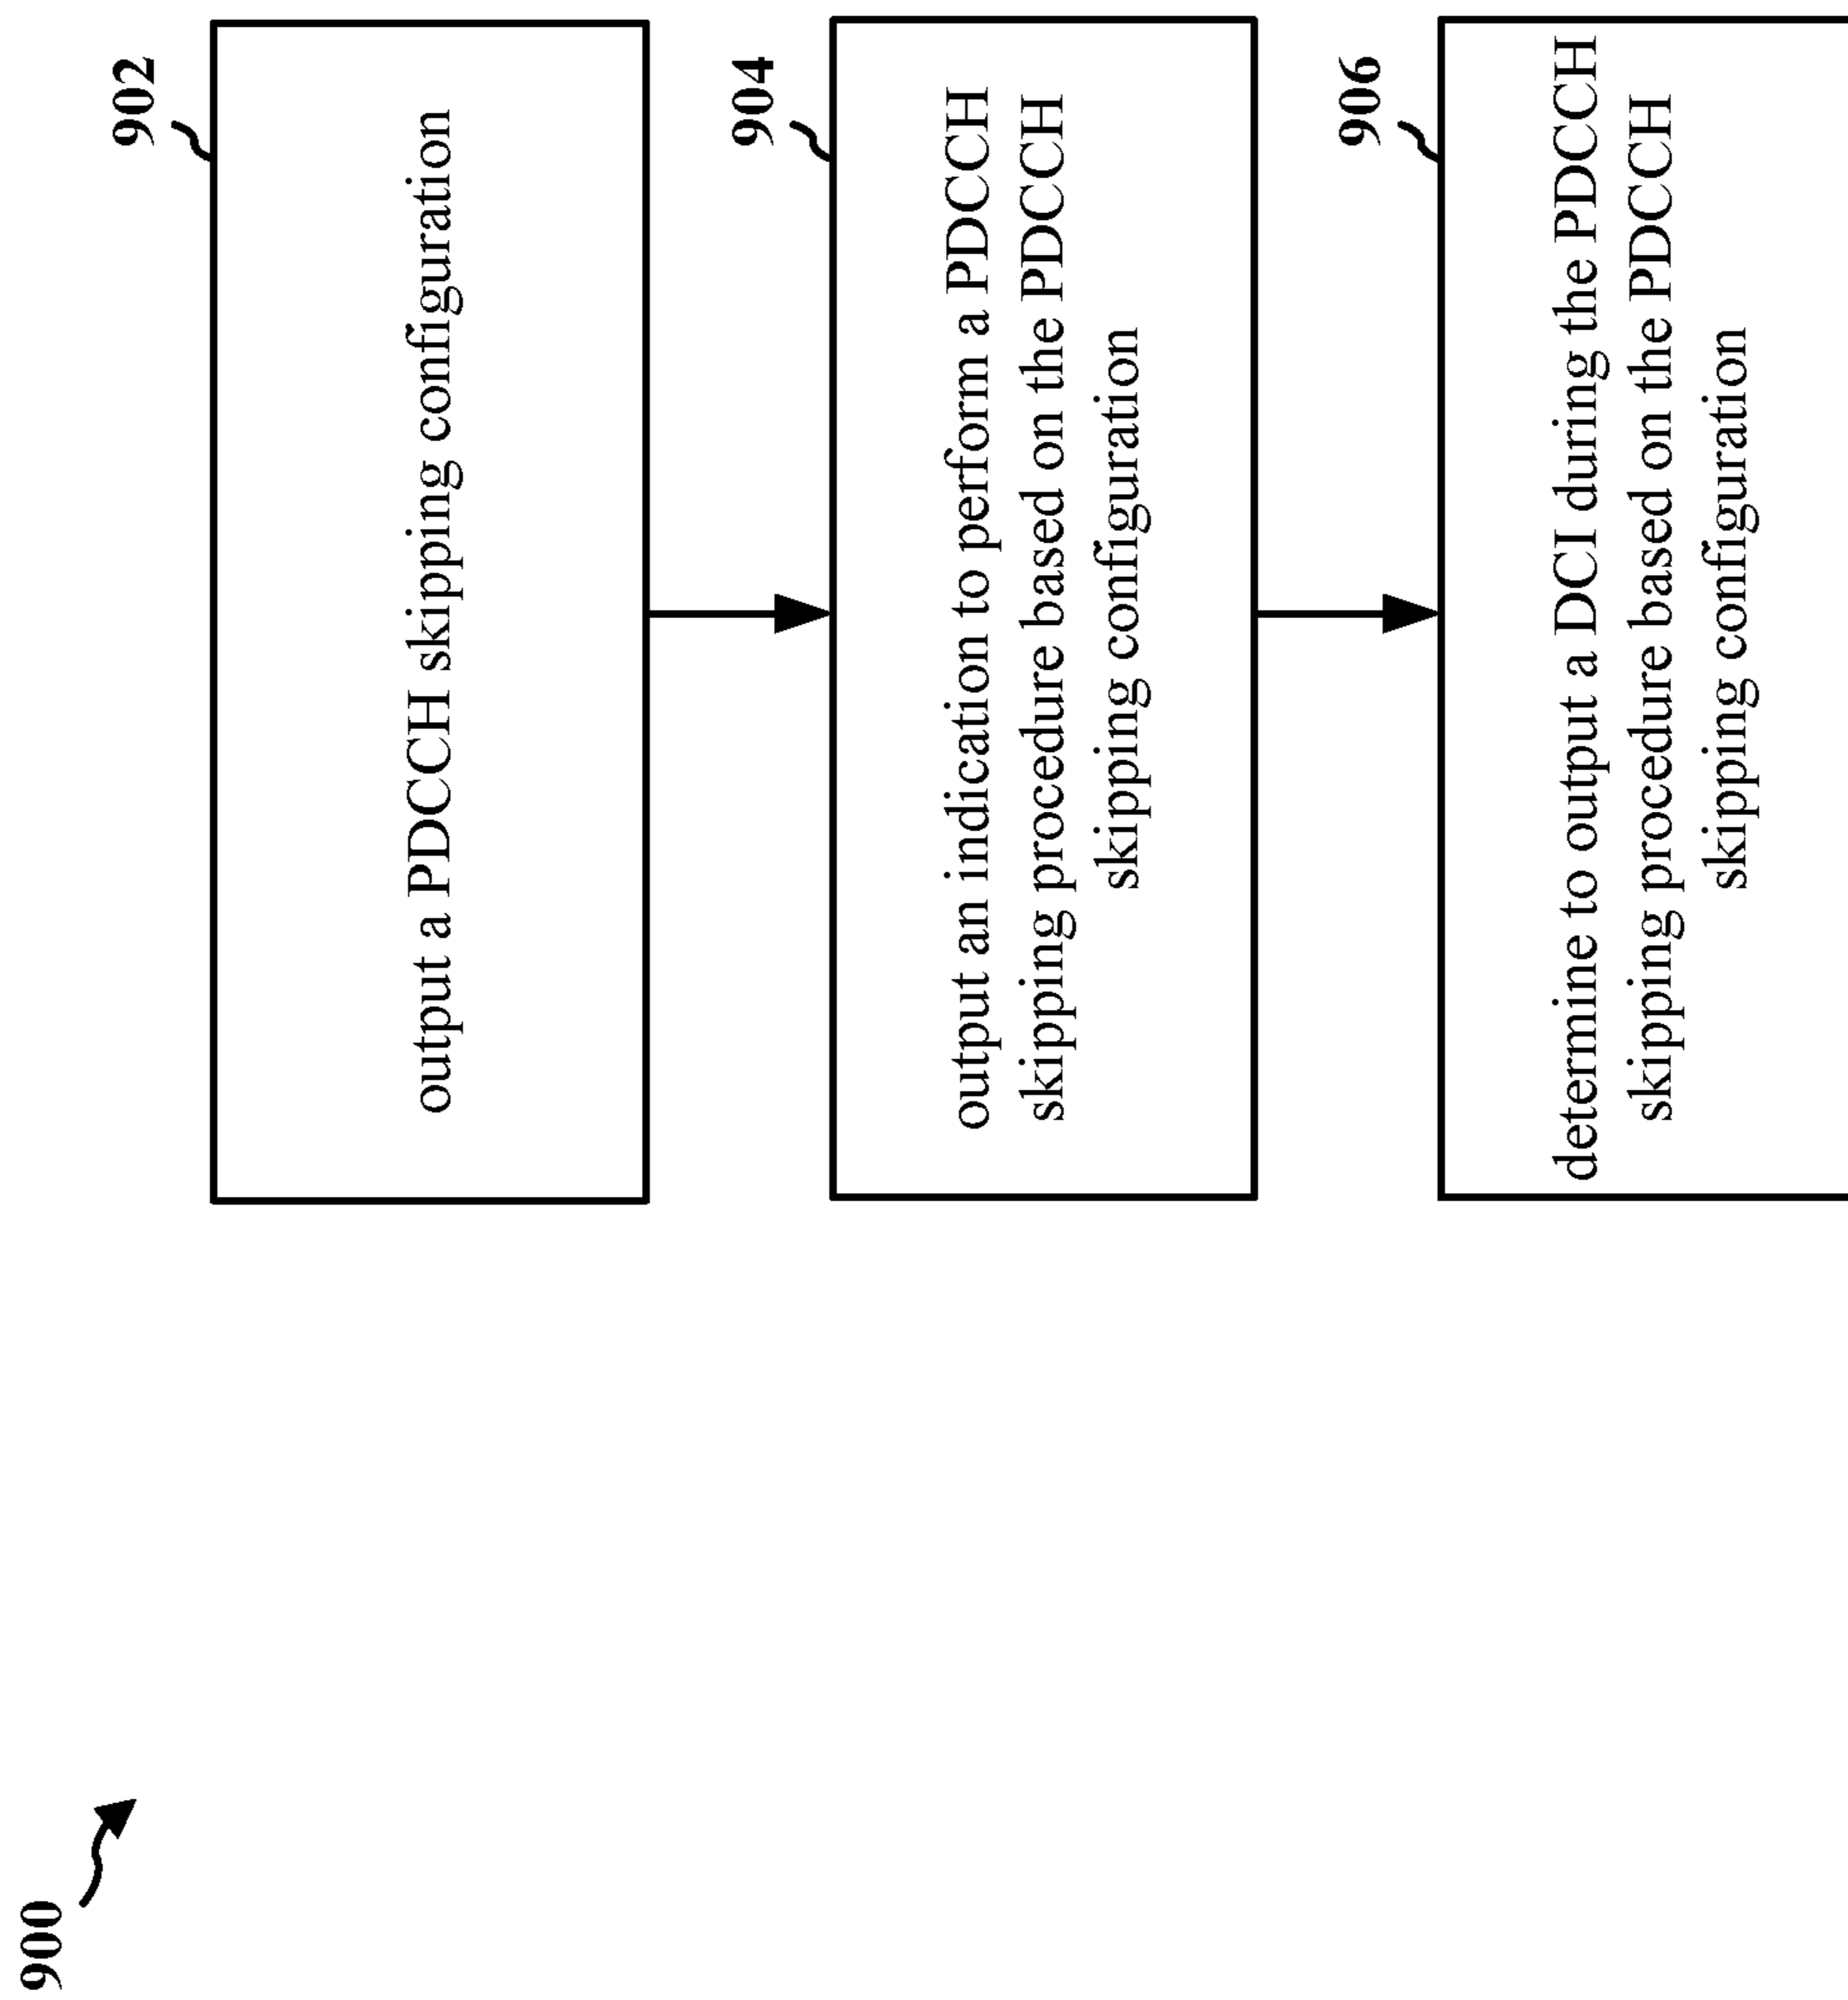 900
902
output a PDCCH skipping configuration
904
output an indication to perform a PDCCH
skipping procedure based on the PDCCH
skipping configuration
906
determine to output a DCI during the PDCCH
skipping procedure based on the PDCCH
skipping configuration